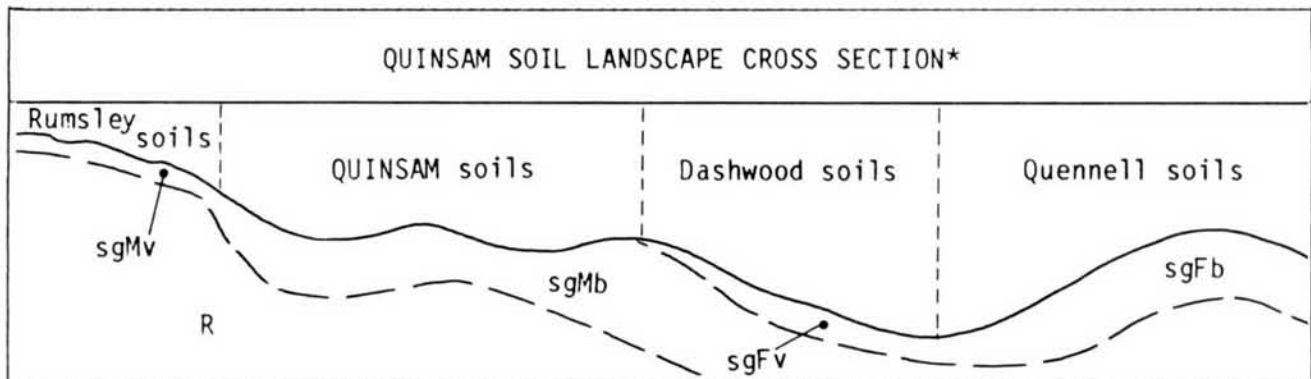 QUINSAM SOIL LANDSCAPE CROSS SECTION*
Rumsley soils
QUINSAM soils
Dashwood soils
Quennell soils
sgMv
sgMb
sgFb
R
sgFv